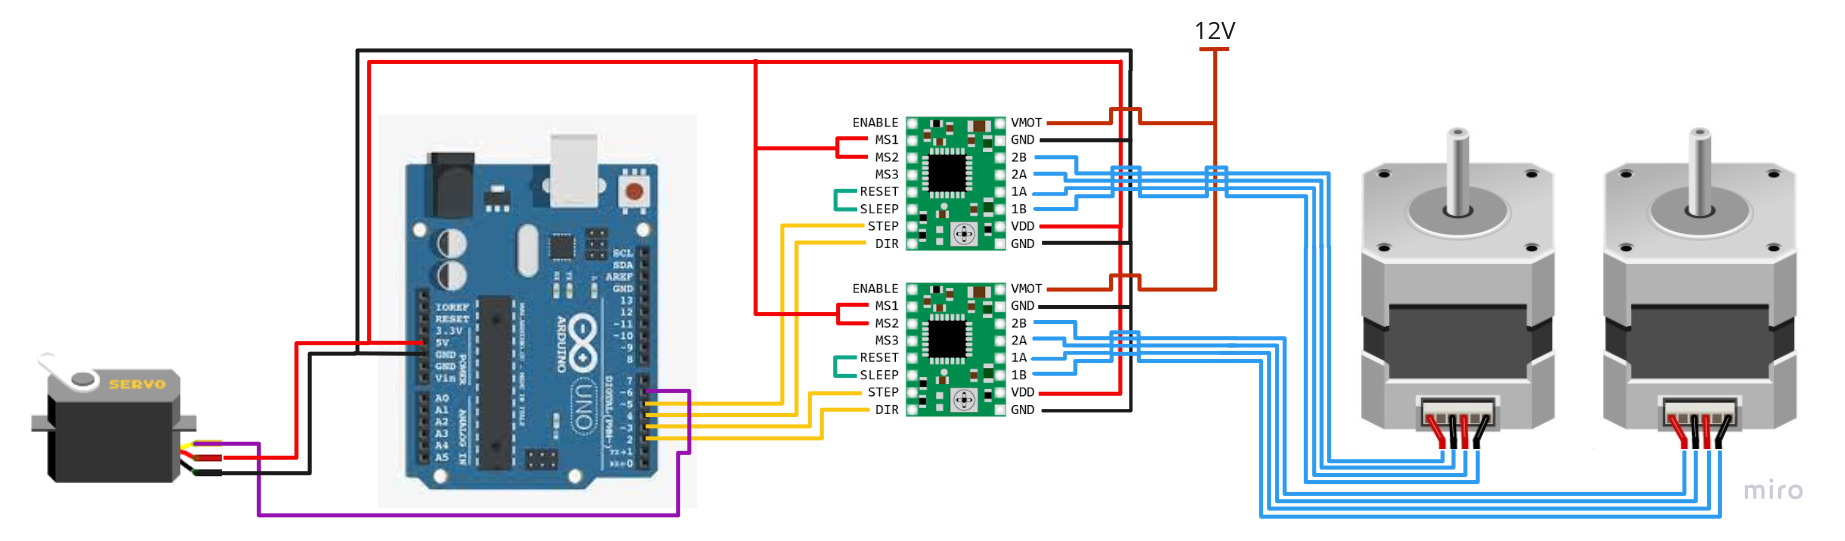 12V
ENABLE
MS1
MS2
MS3
RESET
SLEEP
STEP
DIR
VMOT
GND
2B
2A
1A
1B
VDD
GND
ENABLE
MS1
MS2
MS3
RESET
SLEEP
STEP
DIR
VMOT
GND
2B
2A
1A
1B
VDD
GND
SCL
SDA
AREF
GND
13
12
~11
~10
~9
8
7
~6
~5
4
~3
2
TX→1
RX←0
DIGITAL (PWM~)
IOREF
RESET
3.3V
5V
GND
GND
Vin
POWER
A0
A1
A2
A3
A4
A5
ANALOG IN
ARDUINO
UNO
SERVO
miro